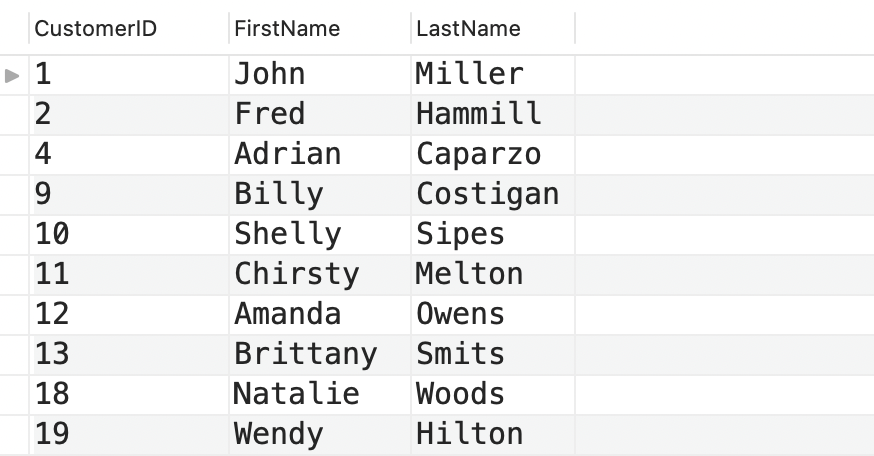 CustomerID FirstName LastName
1 John Miller
2 Fred Hammill
4 Adrian Caparzo
9 Billy Costigan
10 Shelly Sipes
11 Chirsty Melton
12 Amanda Owens
13 Brittany Smits
18 Natalie Woods
19 Wendy Hilton